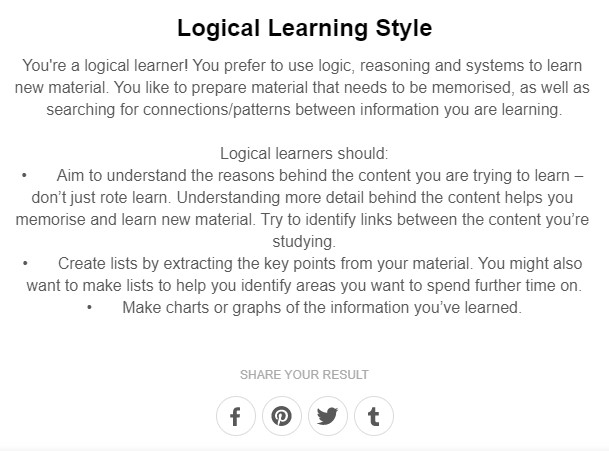 Logical Learning Style
You're a logical learner! You prefer to use logic, reasoning and systems to learn
new material. You like to prepare material that needs to be memorised, as well as
searching for connections/patterns between information you are learning.
Logical learners should:
• Aim to understand the reasons behind the content you are trying to learn –
don’t just rote learn. Understanding more detail behind the content helps you
memorise and learn new material. Try to identify links between the content you’re
studying.
• Create lists by extracting the key points from your material. You might also
want to make lists to help you identify areas you want to spend further time on.
• Make charts or graphs of the information you’ve learned.
SHARE YOUR RESULT